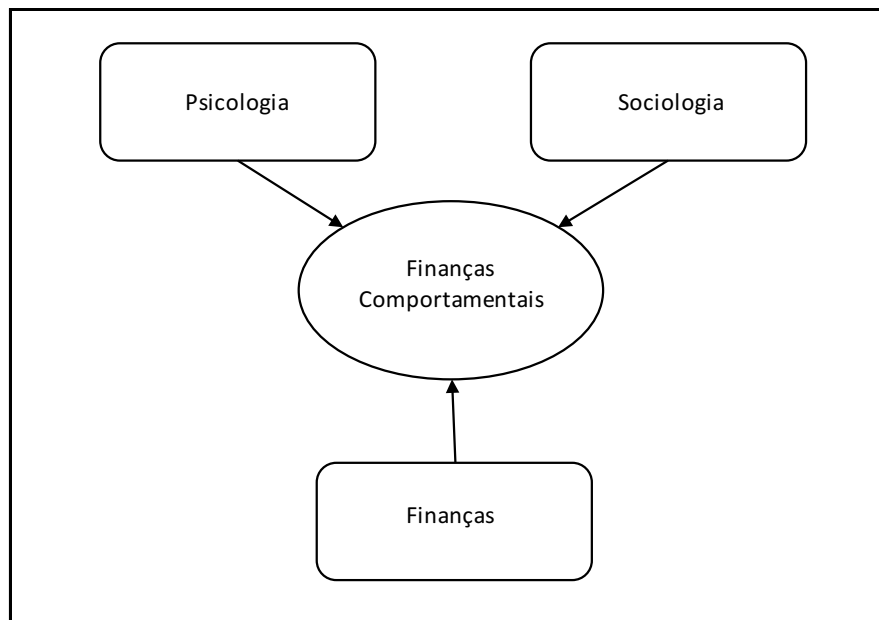 Psicologia
Sociologia
Finanças
Comportamentais
Finanças